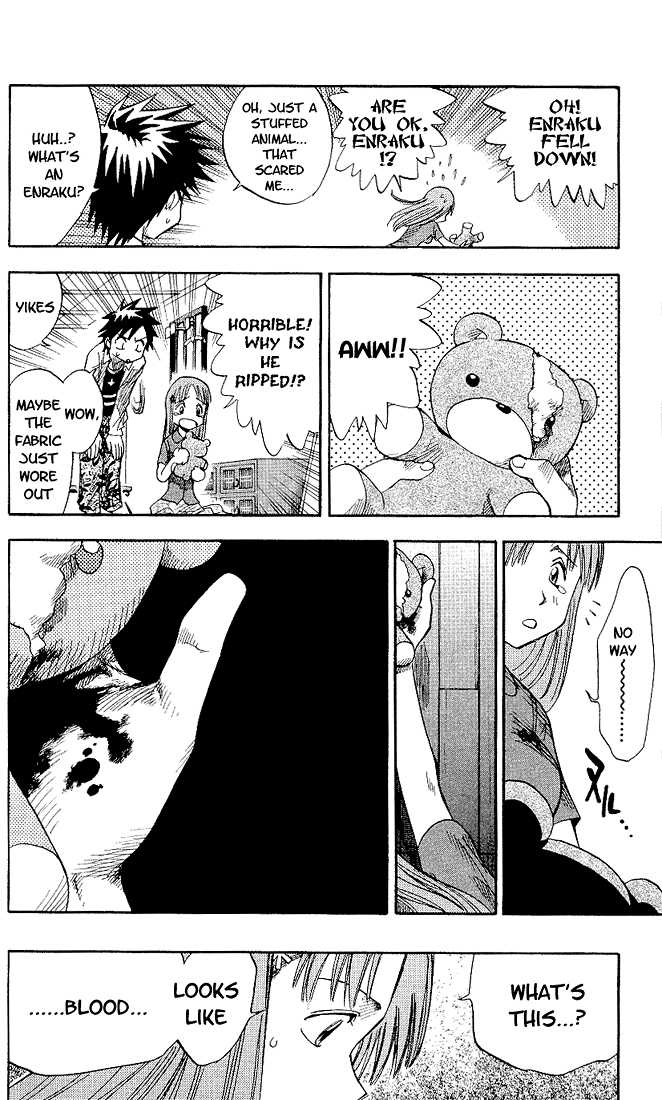 OH!
ENRAKU
FELL
DOWN!
ARE
YOU OK,
ENRAKU
!?
OH, JUST A
STUFFED
ANIMAL...
THAT
SCARED
ME...
HUH..?
WHAT'S
AN
ENRAKU?
AWW!!
HORRIBLE!
WHY IS
HE
RIPPED!?
YIKES
WOW,
MAYBE
THE
FABRIC
JUST
WORE
OUT
NO
WAY
..........
ヌル...
WHAT'S
THIS...?
LOOKS
LIKE
......BLOOD...